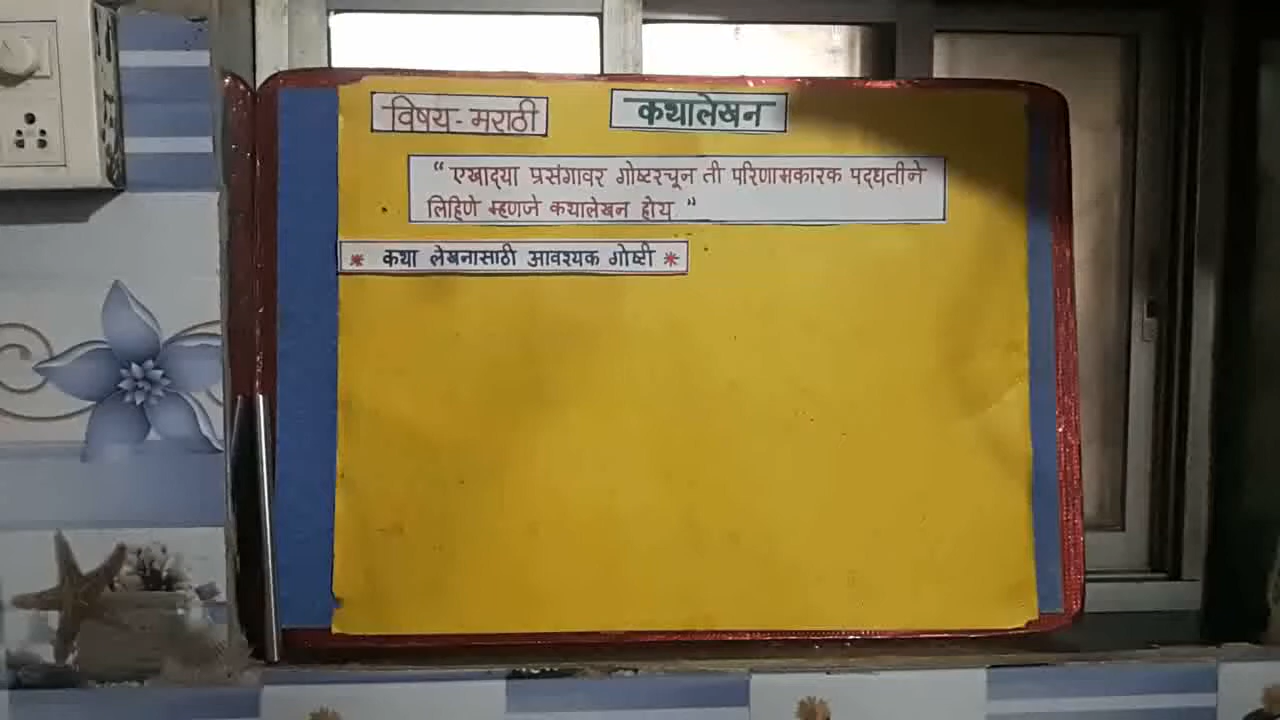 विषय- मराठी
कथालेखन
“ एखाद्या प्रसंगावर गोष्टरचून ती परिणामकारक पद्धतीने
लिहिणे म्हणजे कथालेखन होय ”
* कथा लेखनासाठी आवश्यक गोष्टी *